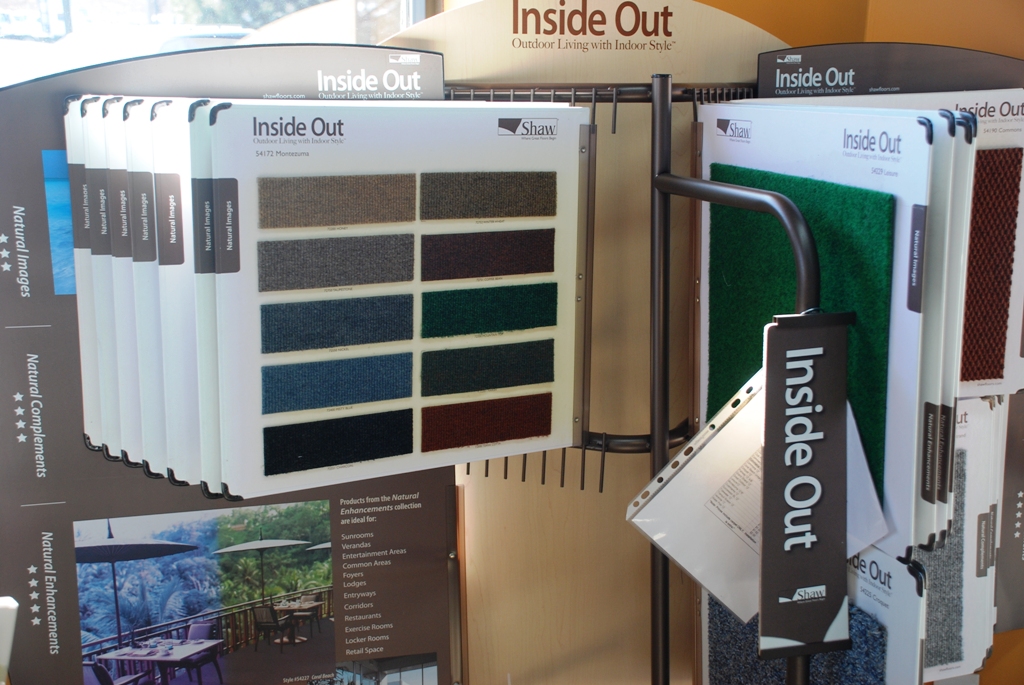 Inside Out
Outdoor Living with Indoor Style™
Inside Out
Outdoor Living with Indoor Style
shawfloors.com
Inside Out
Outdoor Living with Indoor Style
shawfloors.com
Inside Out
Outdoor Living with Indoor Style
54172 Montezuma
Shaw
Natural Images
Natural Images
Natural Images
Natural Images
Natural Images
Natural Images
Natural Images
Natural Images
Natural Complements
Natural Enhancements
Products from the Natural
Enhancements collection
are ideal for:
Sunrooms
Verandas
Entertainment Areas
Common Areas
Foyers
Lodges
Entryways
Corridors
Restaurants
Exercise Rooms
Locker Rooms
Retail Space
Shaw
Inside Out
Outdoor Living with Indoor Style
Natural Images
Natural Enhancements
Inside Out
Inside Out
Shaw
ide Out